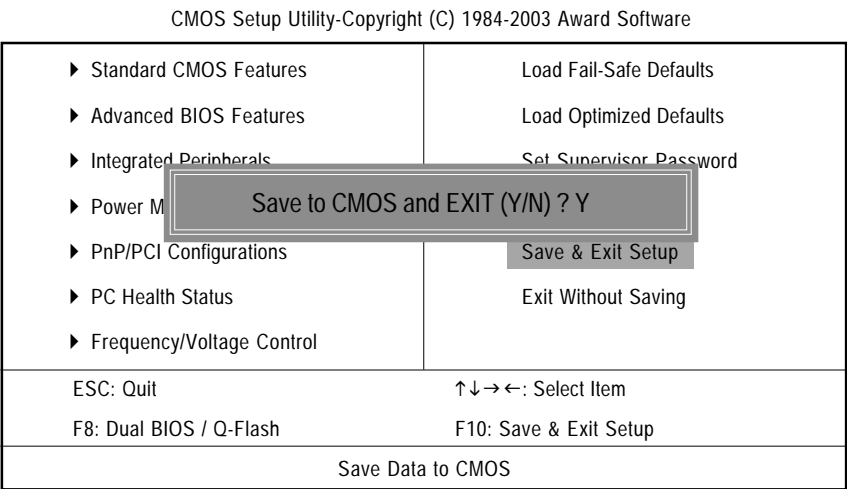 CMOS Setup Utility-Copyright (C) 1984-2003 Award Software
Standard CMOS Features
Advanced BIOS Features
Integrated Peripherals
Power M
PnP/PCI Configurations
PC Health Status
Frequency/Voltage Control
Load Fail-Safe Defaults
Load Optimized Defaults
Set Supervisor Password
Save to CMOS and EXIT (Y/N) ? Y
Save & Exit Setup
Exit Without Saving
ESC: Quit
↑↓→←: Select Item
F8: Dual BIOS / Q-Flash
F10: Save & Exit Setup
Save Data to CMOS